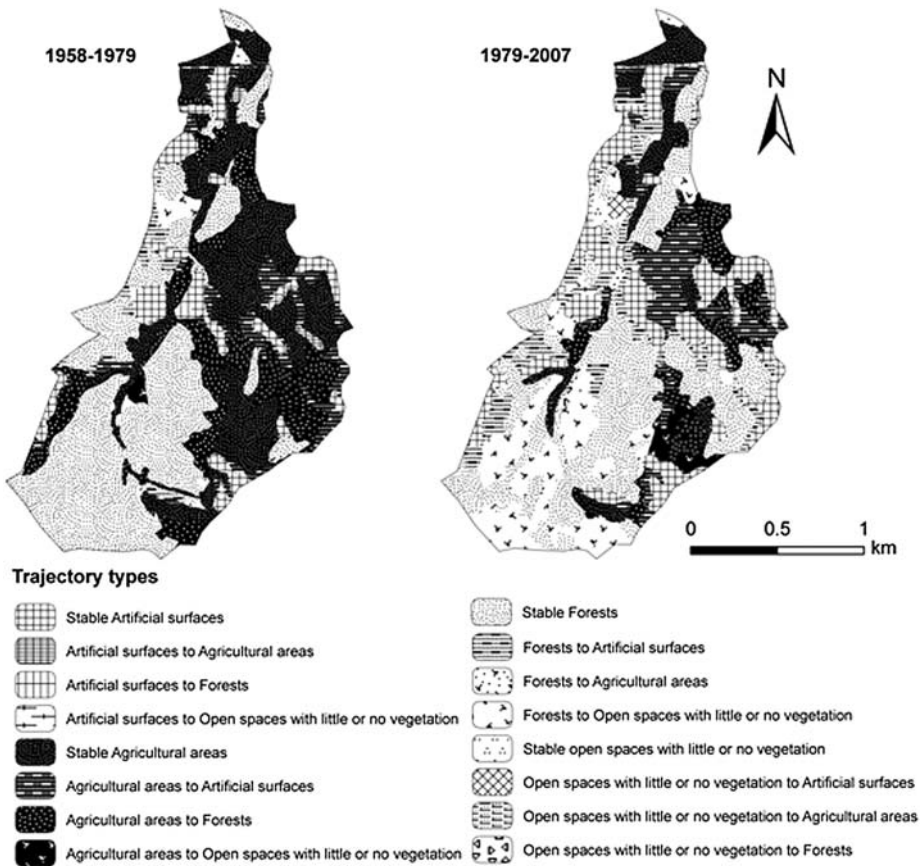 1958-1979
1979-2007
N
0 0.5 1
km
Trajectory types
Stable Artificial surfaces
Artificial surfaces to Agricultural areas
Artificial surfaces to Forests
Artificial surfaces to Open spaces with little or no vegetation
Stable Agricultural areas
Agricultural areas to Artificial surfaces
Agricultural areas to Forests
Agricultural areas to Open spaces with little or no vegetation
Stable Forests
Forests to Artificial surfaces
Forests to Agricultural areas
Forests to Open spaces with little or no vegetation
Stable open spaces with little or no vegetation
Open spaces with little or no vegetation to Artificial surfaces
Open spaces with little or no vegetation to Agricultural areas
Open spaces with little or no vegetation to Forests